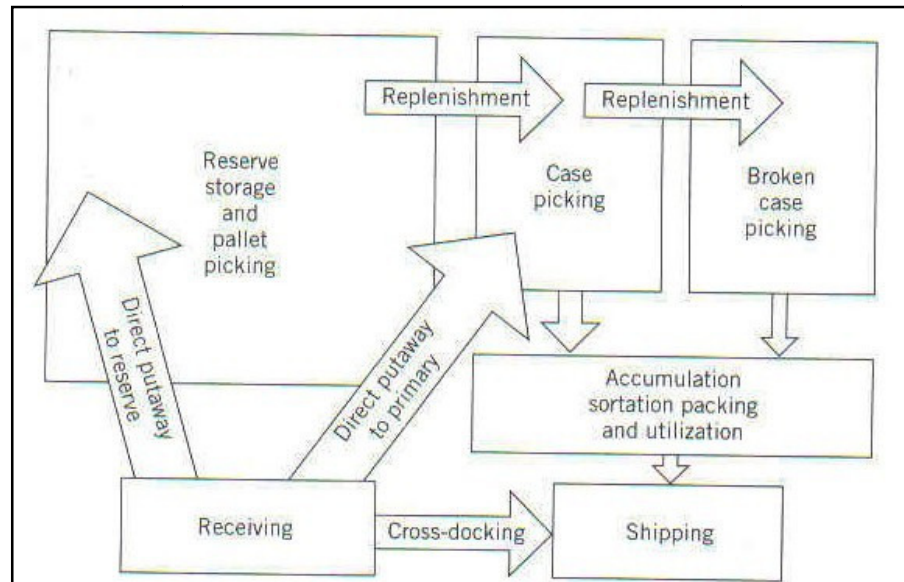 Replenishment
Replenishment
Reserve
storage
and
pallet
picking
Case
picking
Broken
case
picking
Direct putaway
to reserve
Direct putaway
to primary
Accumulation
sortation packing
and utilization
Receiving
Cross-docking
Shipping